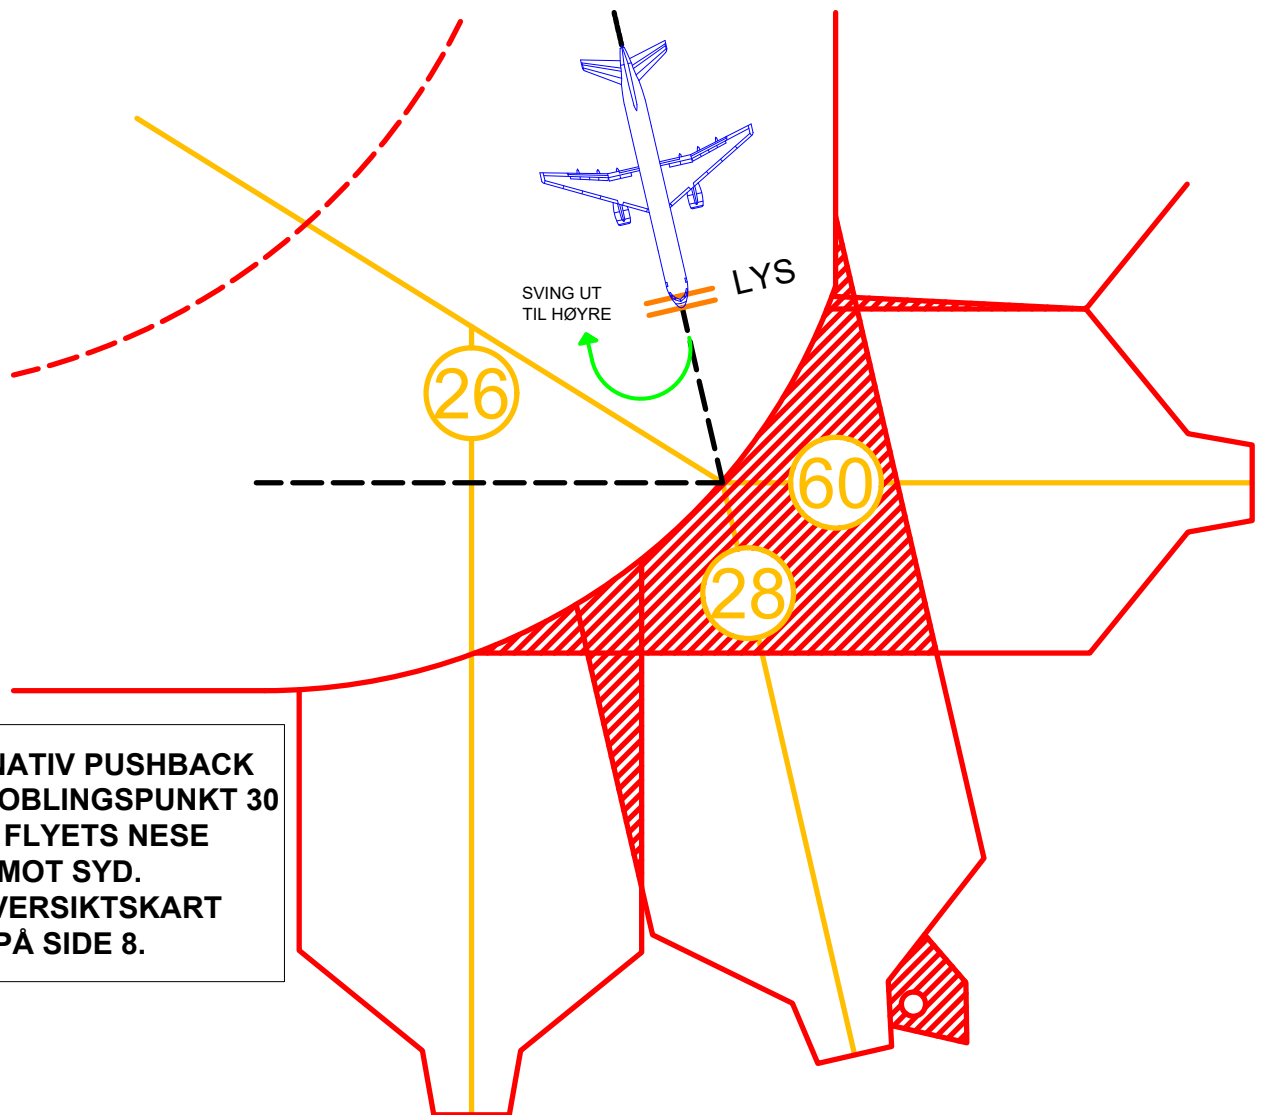 LYS
SVING UT
TIL HØYRE
26
60
28
NATIV PUSHBACK
OBLINGSPUNKT 30
FLYETS NESE
MOT SYD.
VERSIKTSKART
PÅ SIDE 8.